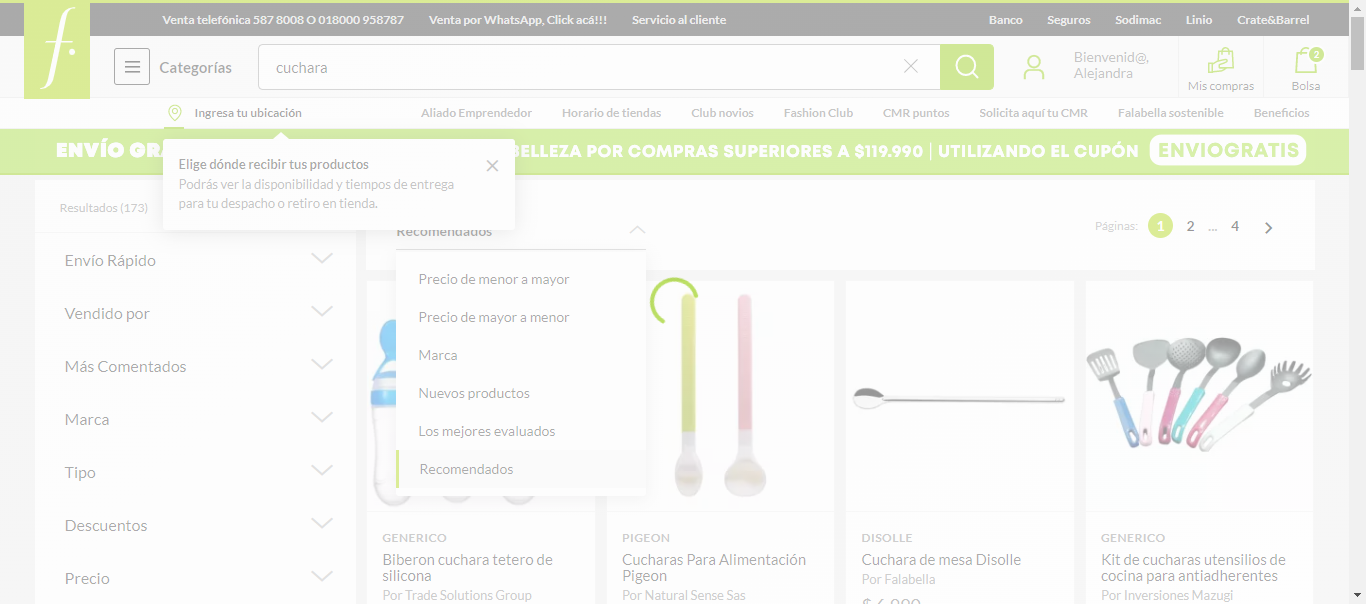 Venta telefónica 587 8008 O 018000 958787 Venta por WhatsApp, Click acá!!! Servicio al cliente Banco Seguros Sodimac Linio Crate&Barrel
f.
Categorías
cuchara
Bienvenid@,
Alejandra
Mis compras
2
Bolsa
Ingresa tu ubicación Aliado Emprendedor Horario de tiendas Club novios Fashion Club CMR puntos Solicita aquí tu CMR Falabella sostenible Beneficios
ENVÍO GRA BELLEZA POR COMPRAS SUPERIORES A $119.990 | UTILIZANDO EL CUPÓN ENVIOGRATIS
Elige dónde recibir tus productos
Podrás ver la disponibilidad y tiempos de entrega
para tu despacho o retiro en tienda.
Resultados (173)
Envío Rápido
Vendido por
Más Comentados
Marca
Tipo
Descuentos
Precio
Recomendados
Precio de menor a mayor
Precio de mayor a menor
Marca
Nuevos productos
Los mejores evaluados
Recomendados
Páginas: 1 2 ... 4
GENERICO
Biberon cuchara tetero de
silicona
Por Trade Solutions Group
PIGEON
Cucharas Para Alimentación
Pigeon
Por Natural Sense Sas
DISOLLE
Cuchara de mesa Disolle
Por Falabella
GENERICO
Kit de cucharas utensilios de
cocina para antiadherentes
Por Inversiones Mazugi